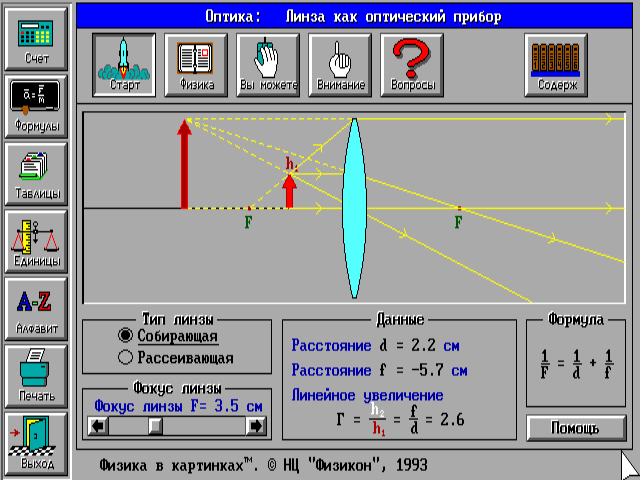 Оптика: Линза как оптический прибор
Счет
Формулы
Таблицы
Единицы
A-Z
Алфавит
Печать
Выход
Старт
Физика
Вы можете
Внимание
Вопросы
Содерж
h₁
F
F
Тип линзы
Собирающая
Рассеивающая
Фокус линзы
Фокус линзы F= 3.5 см
Данные
Расстояние d = 2.2 см
Расстояние f = -5.7 см
Линейное увеличение
Г = h₂/h₁ = f/d = 2.6
Формула
1/F = 1/d + 1/f
Помощь
Физика в картинках™. © НЦ "Физикон", 1993